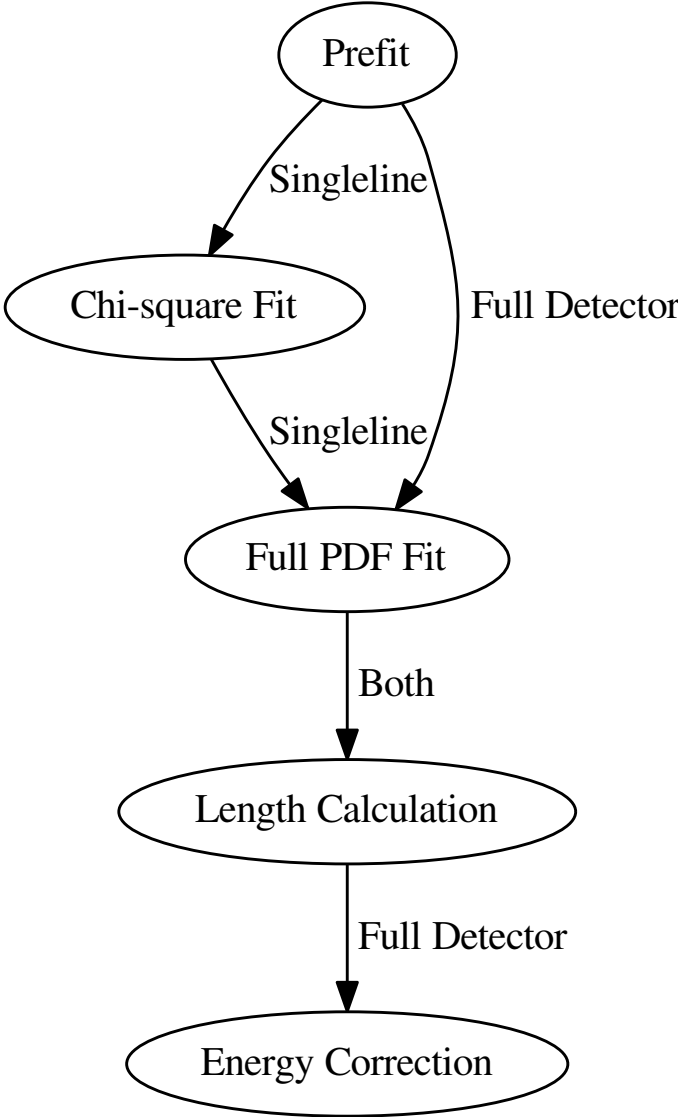 Prefit
Singleline
Chi-square Fit
Full Detector
Singleline
Full PDF Fit
Both
Length Calculation
Full Detector
Energy Correction